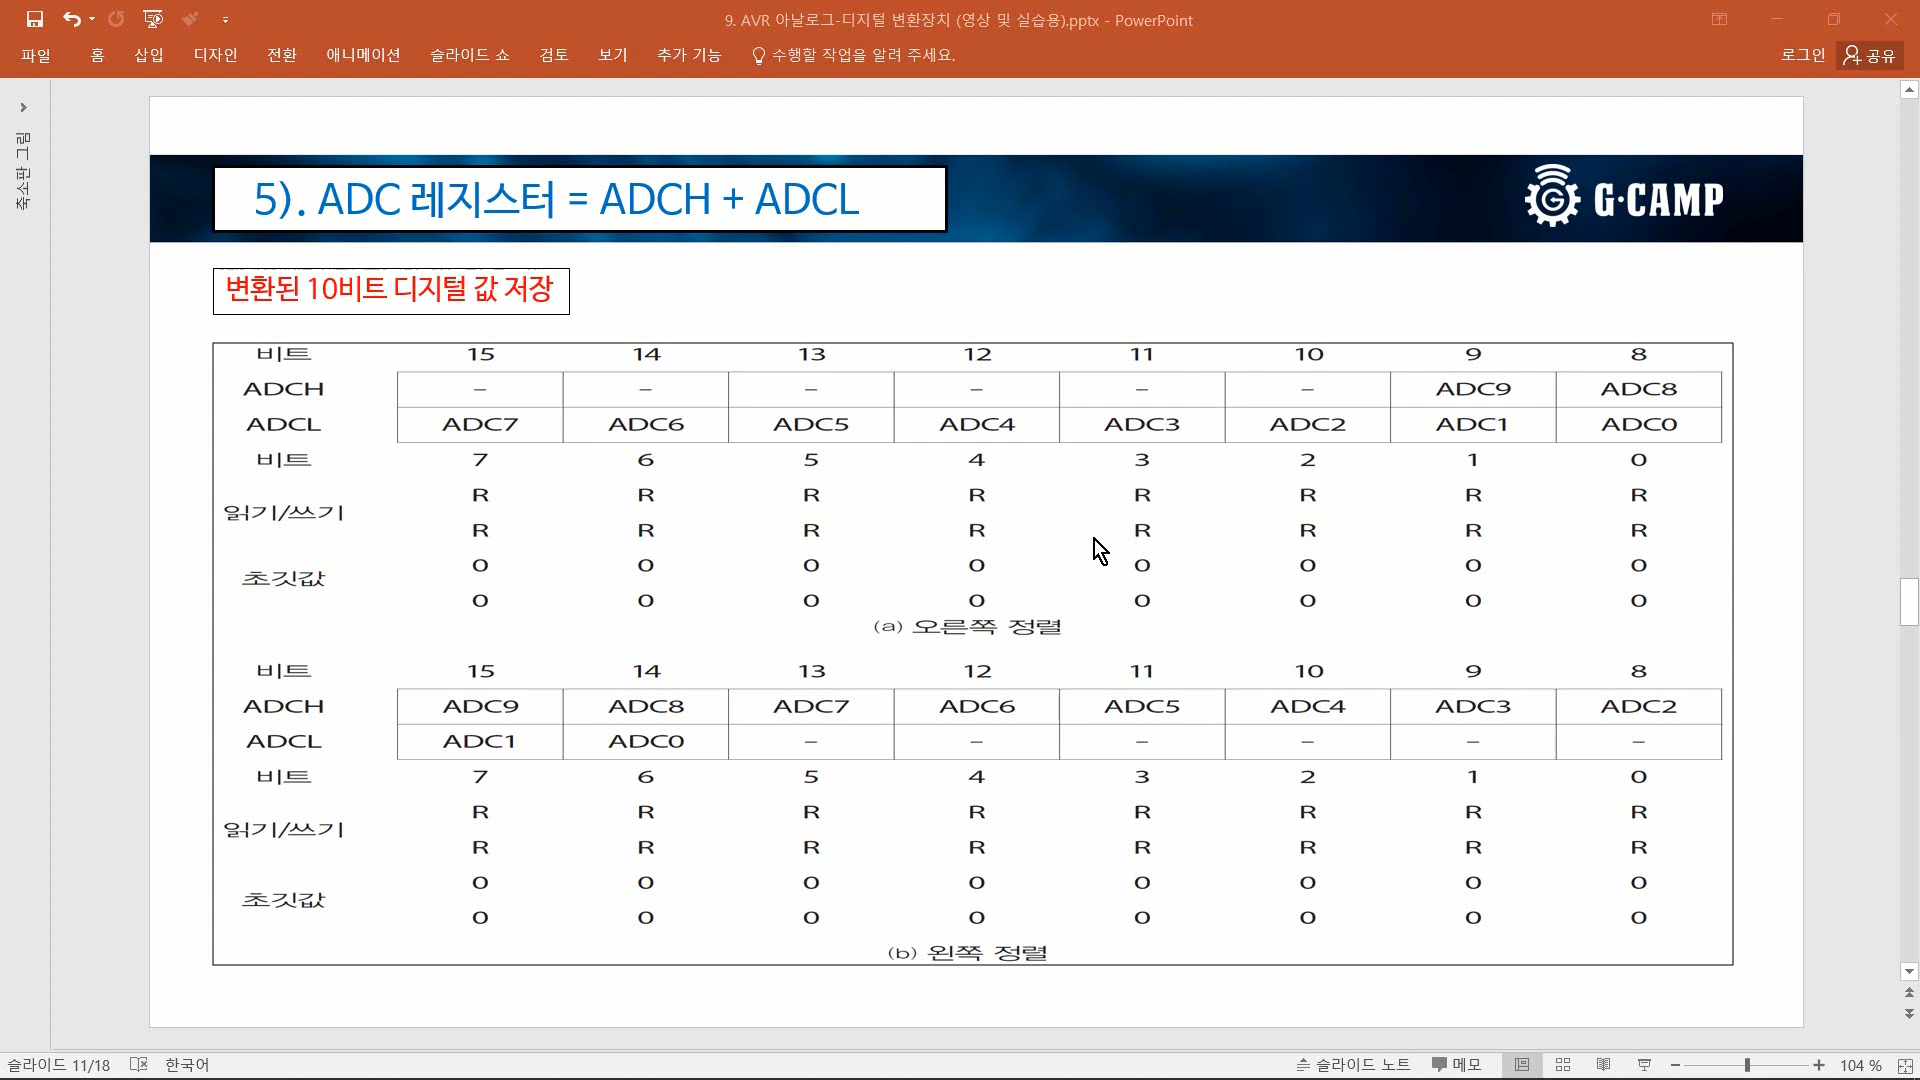 9. AVR 아날로그-디지털 변환장치 (영상 및 실습용).pptx - PowerPoint
파일 홈 삽입 디자인 전환 애니메이션 슬라이드 쇼 검토 보기 추가 기능 수행할 작업을 알려 주세요. 로그인 공유
축소판 그림
5). ADC 레지스터 = ADCH + ADCL
G·CAMP
변환된 10비트 디지털 값 저장
비트 15 14 13 12 11 10 9 8
ADCH – – – – – – ADC9 ADC8
ADCL ADC7 ADC6 ADC5 ADC4 ADC3 ADC2 ADC1 ADC0
비트 7 6 5 4 3 2 1 0
읽기/쓰기
R R R R R R R R
R R R R R R R R
초깃값
0 0 0 0 0 0 0 0
0 0 0 0 0 0 0 0
(a) 오른쪽 정렬
비트 15 14 13 12 11 10 9 8
ADCH ADC9 ADC8 ADC7 ADC6 ADC5 ADC4 ADC3 ADC2
ADCL ADC1 ADC0 – – – – – –
비트 7 6 5 4 3 2 1 0
읽기/쓰기
R R R R R R R R
R R R R R R R R
초깃값
0 0 0 0 0 0 0 0
0 0 0 0 0 0 0 0
(b) 왼쪽 정렬
슬라이드 11/18 한국어 슬라이드 노트 메모 104 %